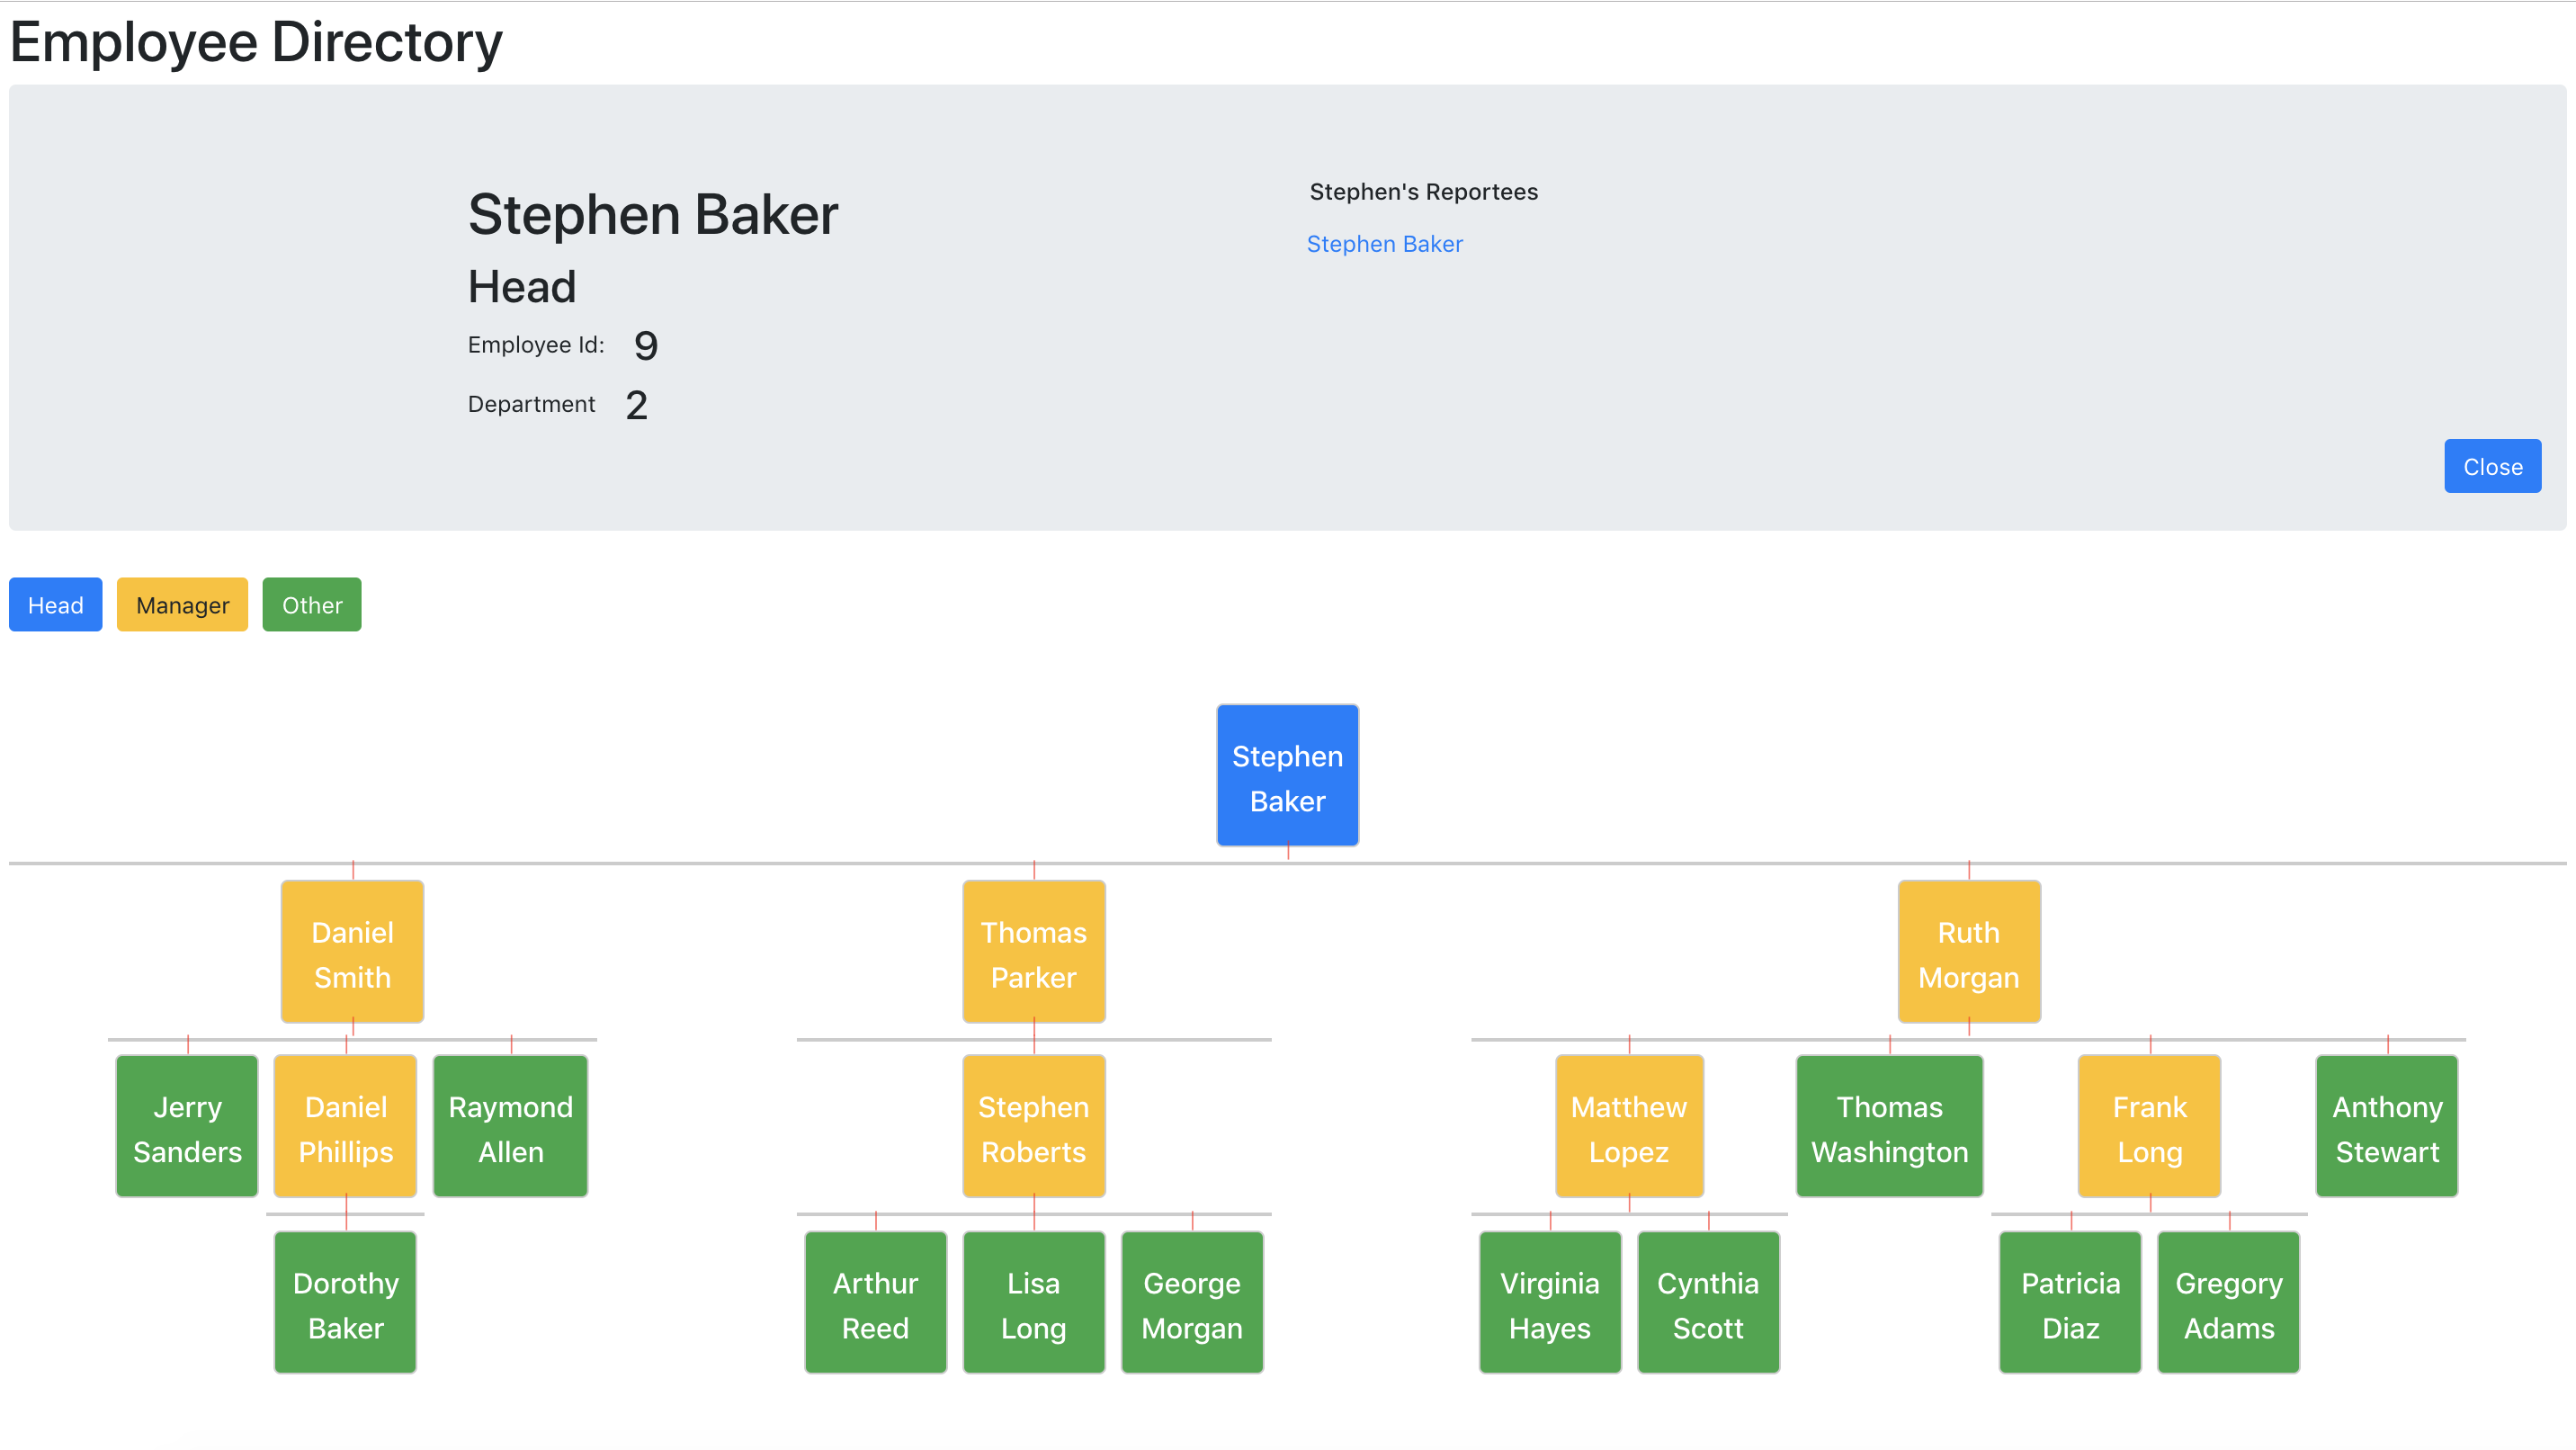 Employee Directory
Stephen Baker
Head
Employee Id: 9
Department 2
Stephen's Reportees
Stephen Baker
Close
Head Manager Other
Stephen
Baker
Daniel
Smith
Thomas
Parker
Ruth
Morgan
Jerry
Sanders
Daniel
Phillips
Raymond
Allen
Stephen
Roberts
Matthew
Lopez
Thomas
Washington
Frank
Long
Anthony
Stewart
Dorothy
Baker
Arthur
Reed
Lisa
Long
George
Morgan
Virginia
Hayes
Cynthia
Scott
Patricia
Diaz
Gregory
Adams